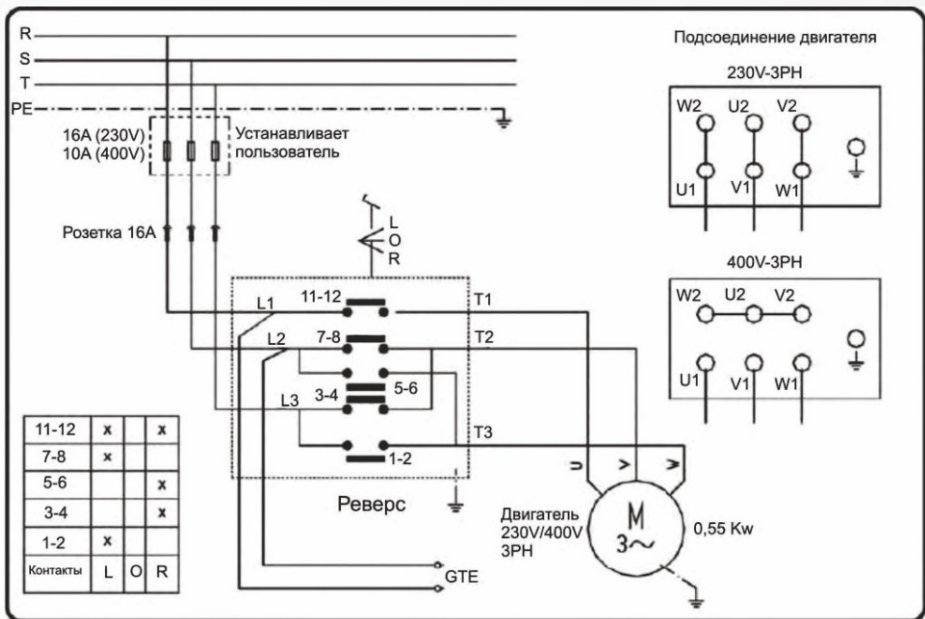 R
S
T
PE
16A (230V)
10A (400V)
Устанавливает
пользователь
Розетка 16A
L
O
R
L1
11-12
T1
L2
7-8
T2
5-6
L3
3-4
T3
1-2
Реверс
U
V
W
Двигатель
230V/400V
3PH
M
3~
0,55 Kw
GTE
11-12 x x
7-8 x
5-6 x
3-4 x
1-2 x
Контакты L O R
Подсоединение двигателя
230V-3PH
W2 U2 V2
U1 V1 W1
400V-3PH
W2 U2 V2
U1 V1 W1